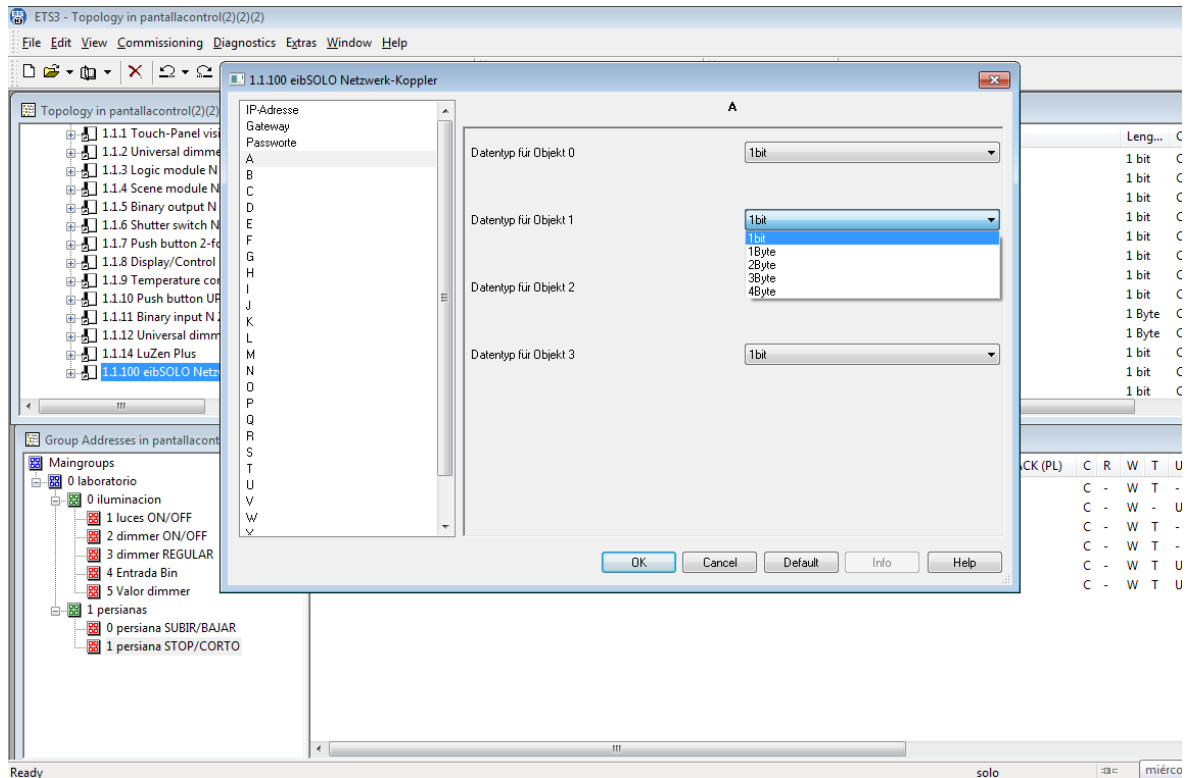 ETS3 - Topology in pantallacontrol(2)(2)(2)
File Edit View Commissioning Diagnostics Extras Window Help
1.1.100 eibSOLO Netzwerk-Koppler
Topology in pantallacontrol(2)(2)
1.1.1 Touch-Panel visi
1.1.2 Universal dimme
1.1.3 Logic module N
1.1.4 Scene module N
1.1.5 Binary output N
1.1.6 Shutter switch N
1.1.7 Push button 2-fo
1.1.8 Display/Control
1.1.9 Temperature cor
1.1.10 Push button UP
1.1.11 Binary input N 2
1.1.12 Universal dimm
1.1.14 LuZen Plus
1.1.100 eibSOLO Netzw
IP-Adresse
Gateway
Passworte
A
B
C
D
E
F
G
H
I
J
K
L
M
N
O
P
Q
R
S
T
U
V
W
X
A
Datentyp für Objekt 0 1bit
Datentyp für Objekt 1 1bit
1bit
1Byte
2Byte
3Byte
4Byte
Datentyp für Objekt 2
Datentyp für Objekt 3 1bit
OK Cancel Default Info Help
Leng... C
1 bit C
1 bit C
1 bit C
1 bit C
1 bit C
1 bit C
1 bit C
1 bit C
1 Byte C
1 Byte C
1 bit C
1 bit C
1 bit C
Group Addresses in pantallacont
Maingroups
0 laboratorio
0 iluminacion
1 luces ON/OFF
2 dimmer ON/OFF
3 dimmer REGULAR
4 Entrada Bin
5 Valor dimmer
1 persianas
0 persiana SUBIR/BAJAR
1 persiana STOP/CORTO
CK (PL) C R W T U
C - W T -
C - W - U
C - W T -
C - W T -
C - W T U
C - W T U
Ready solo miérco